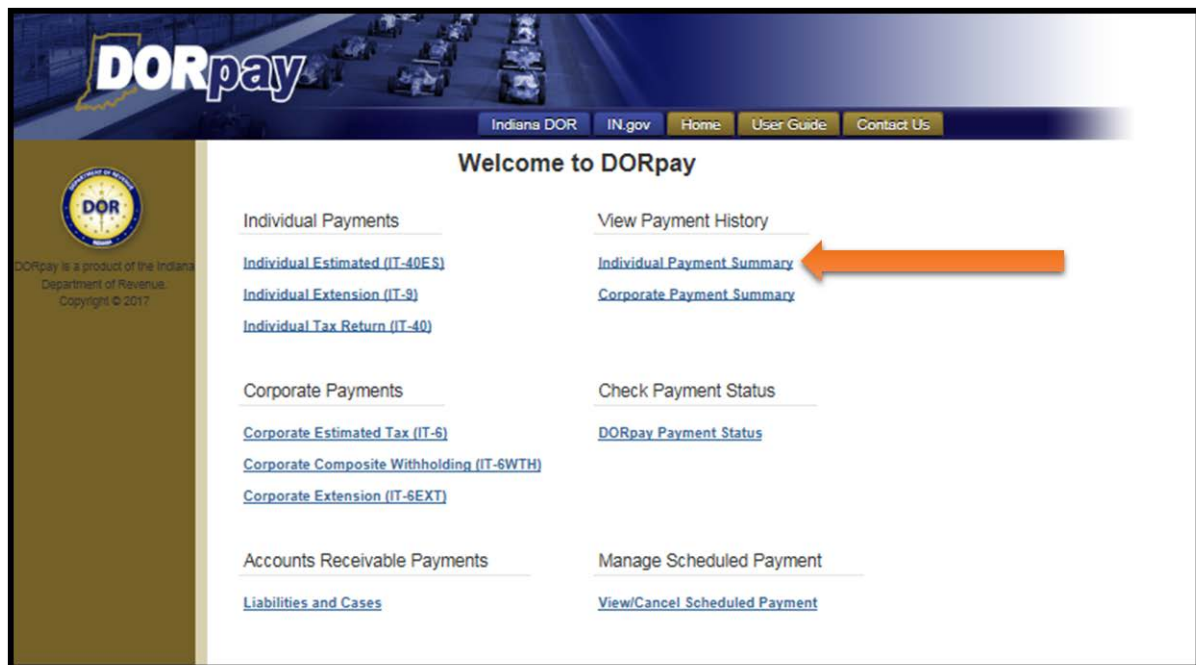 DORpay
Indiana DOR IN.gov Home User Guide Contact Us
DOR
DORpay is a product of the Indiana
Department of Revenue.
Copyright © 2017
Welcome to DORpay
Individual Payments
Individual Estimated (IT-40ES)
Individual Extension (IT-9)
Individual Tax Return (IT-40)
View Payment History
Individual Payment Summary
Corporate Payment Summary
Corporate Payments
Corporate Estimated Tax (IT-6)
Corporate Composite Withholding (IT-6WTH)
Corporate Extension (IT-6EXT)
Check Payment Status
DORpay Payment Status
Accounts Receivable Payments
Liabilities and Cases
Manage Scheduled Payment
View/Cancel Scheduled Payment